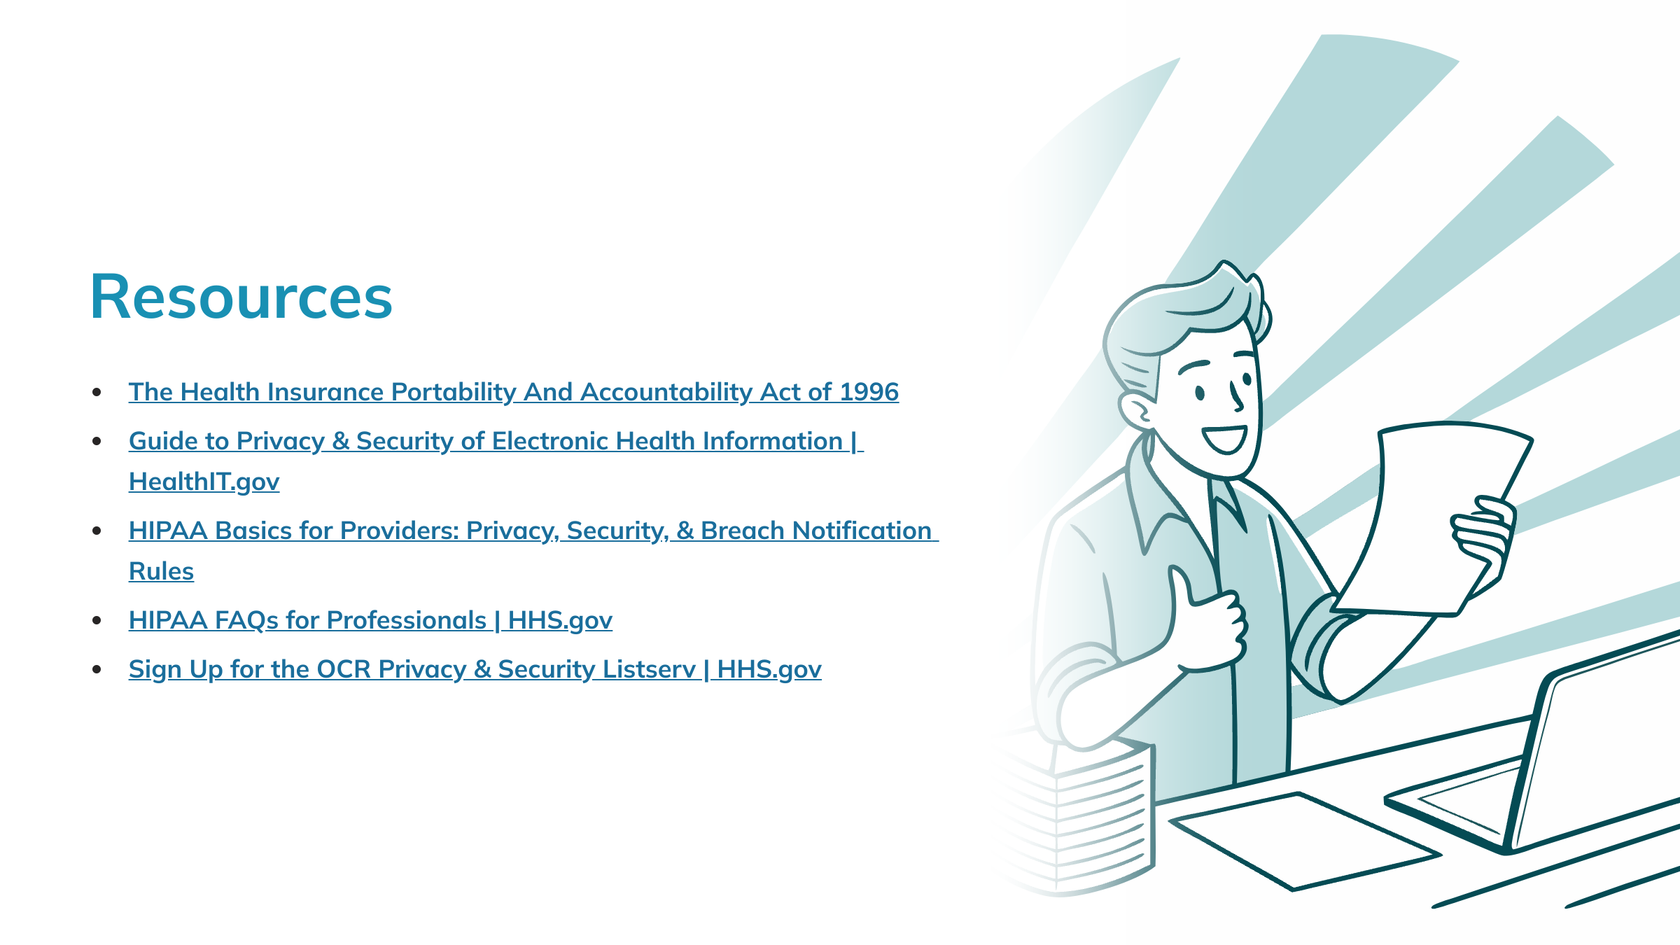 Resources
• The Health Insurance Portability And Accountability Act of 1996
• Guide to Privacy & Security of Electronic Health Information |
HealthIT.gov
• HIPAA Basics for Providers: Privacy, Security, & Breach Notification
Rules
• HIPAA FAQs for Professionals | HHS.gov
• Sign Up for the OCR Privacy & Security Listserv | HHS.gov